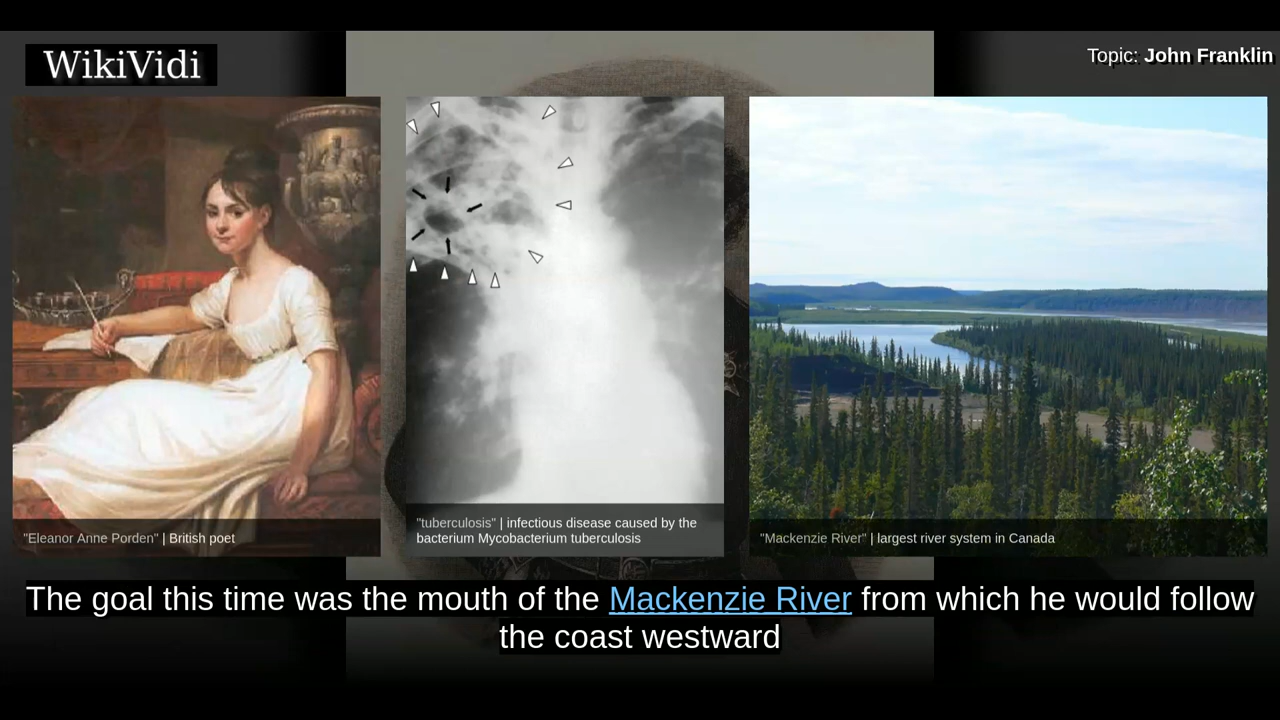 WikiVidi
Topic: John Franklin
"Eleanor Anne Porden" | British poet
"tuberculosis" | infectious disease caused by the
bacterium Mycobacterium tuberculosis
"Mackenzie River" | largest river system in Canada
The goal this time was the mouth of the Mackenzie River from which he would follow
the coast westward